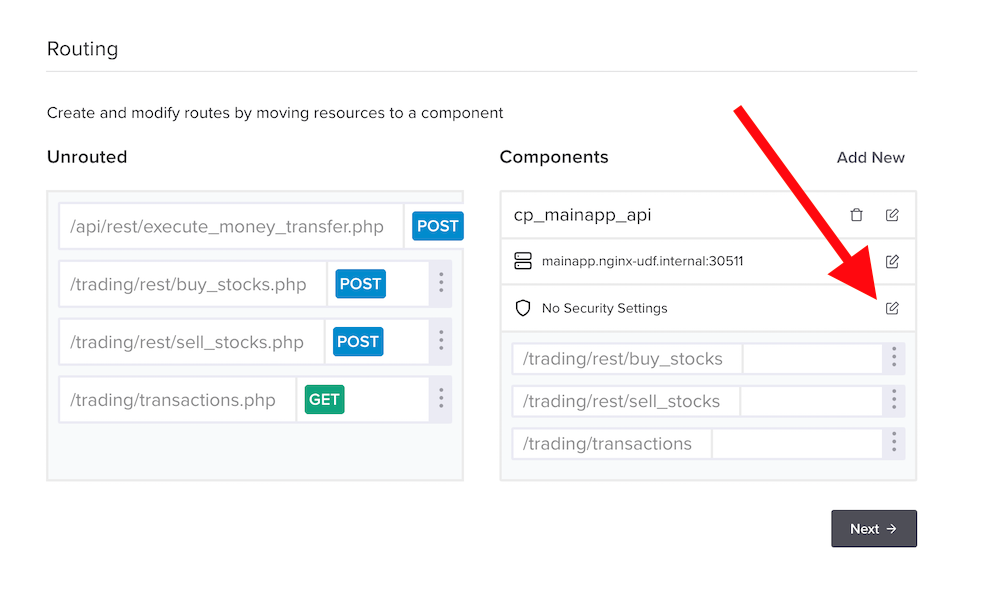 Routing
Create and modify routes by moving resources to a component
Unrouted
/api/rest/execute_money_transfer.php POST
/trading/rest/buy_stocks.php POST
/trading/rest/sell_stocks.php POST
/trading/transactions.php GET
Components Add New
cp_mainapp_api
mainapp.nginx-udf.internal:30511
No Security Settings
/trading/rest/buy_stocks
/trading/rest/sell_stocks
/trading/transactions
Next →